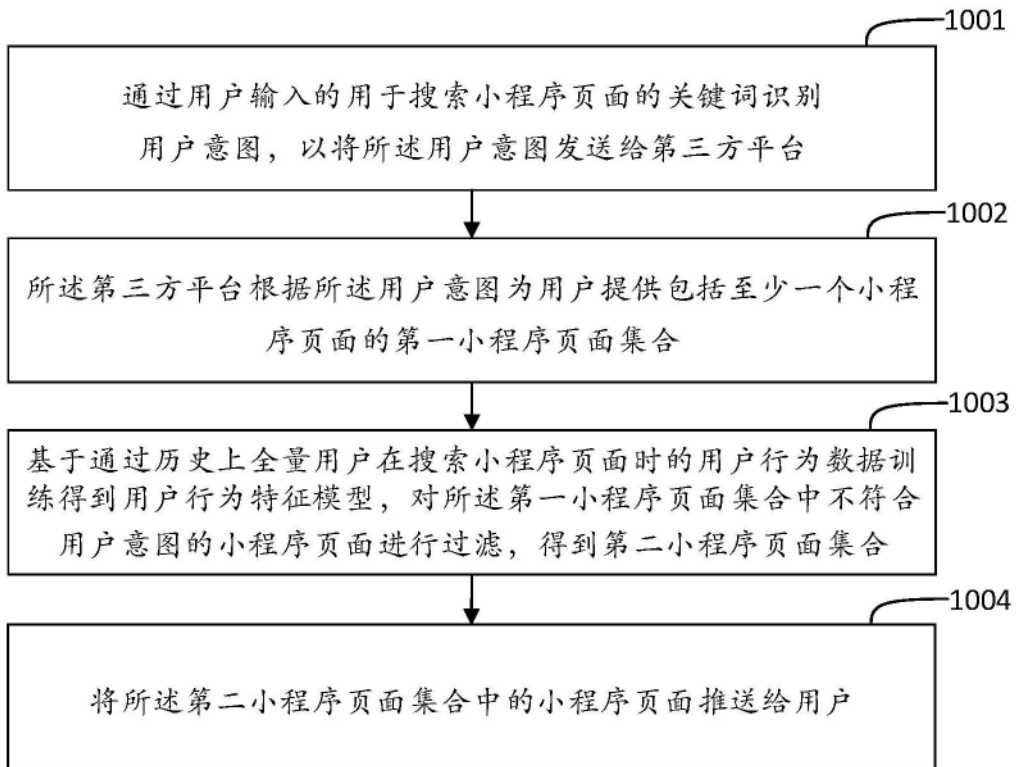 1001
通过用户输入的用于搜索小程序页面的关键词识别
用户意图，以将所述用户意图发送给第三方平台
1002
所述第三方平台根据所述用户意图为用户提供包括至少一个小程
序页面的第一小程序页面集合
1003
基于通过历史上全量用户在搜索小程序页面时的用户行为数据训
练得到用户行为特征模型，对所述第一小程序页面集合中不符合
用户意图的小程序页面进行过滤，得到第二小程序页面集合
1004
将所述第二小程序页面集合中的小程序页面推送给用户